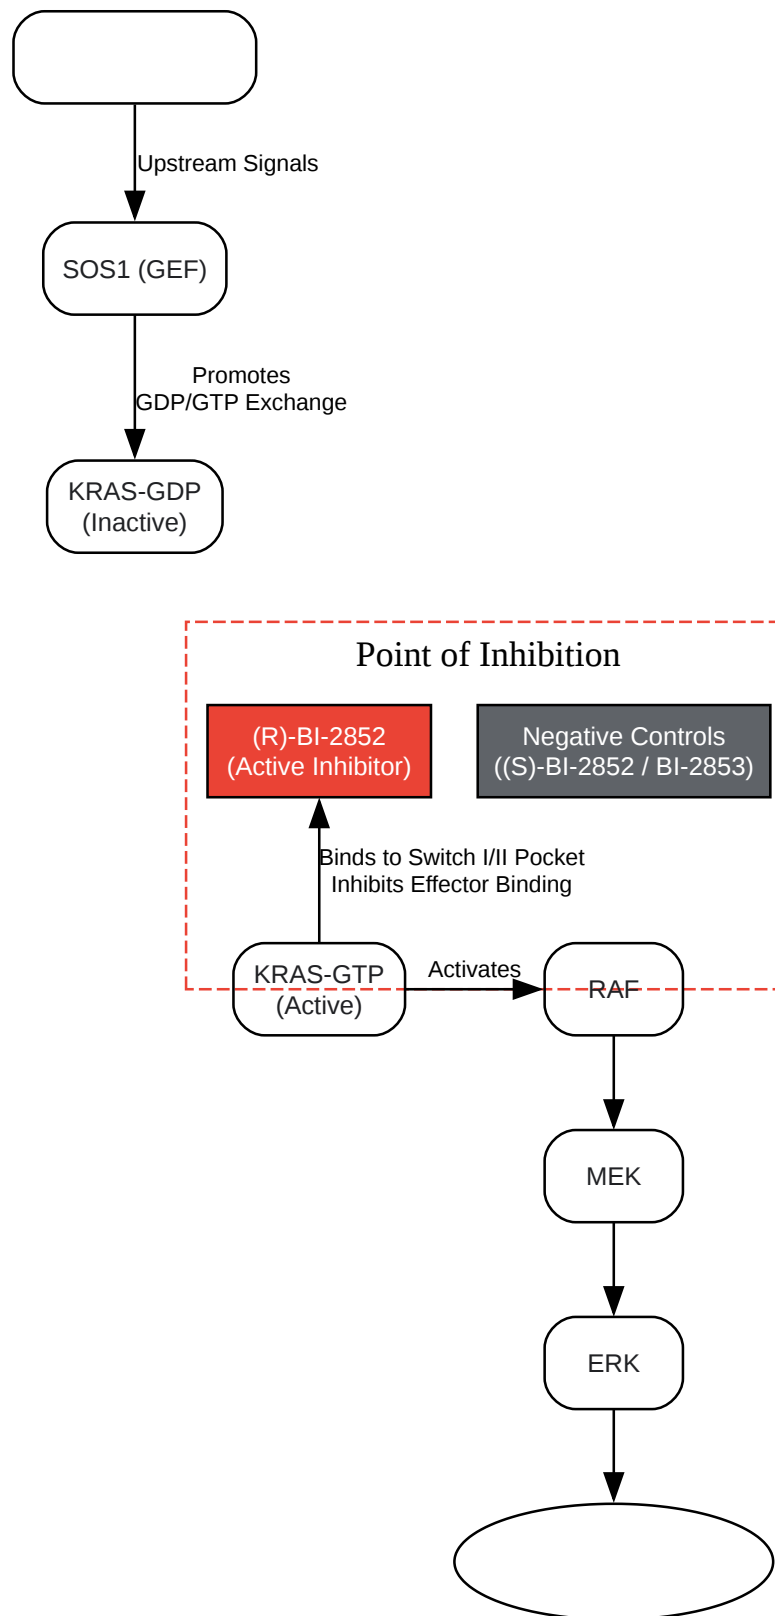 Upstream Signals
SOS1 (GEF)
Promotes
GDP/GTP Exchange
KRAS-GDP
(Inactive)
Point of Inhibition
(R)-BI-2852
(Active Inhibitor)
Negative Controls
((S)-BI-2852 / BI-2853)
Binds to Switch I/II Pocket
Inhibits Effector Binding
KRAS-GTP
(Active)
Activates
RAF
MEK
ERK